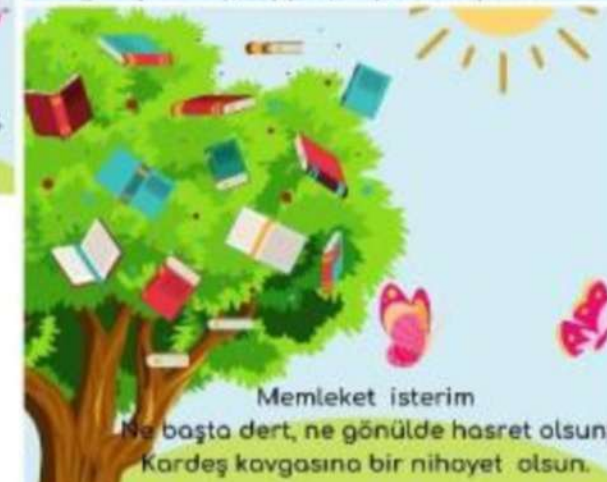 Memleket isterim
Ne başta dert, ne gönülde hasret olsun
Kardeş kavgasına bir nihayet olsun.